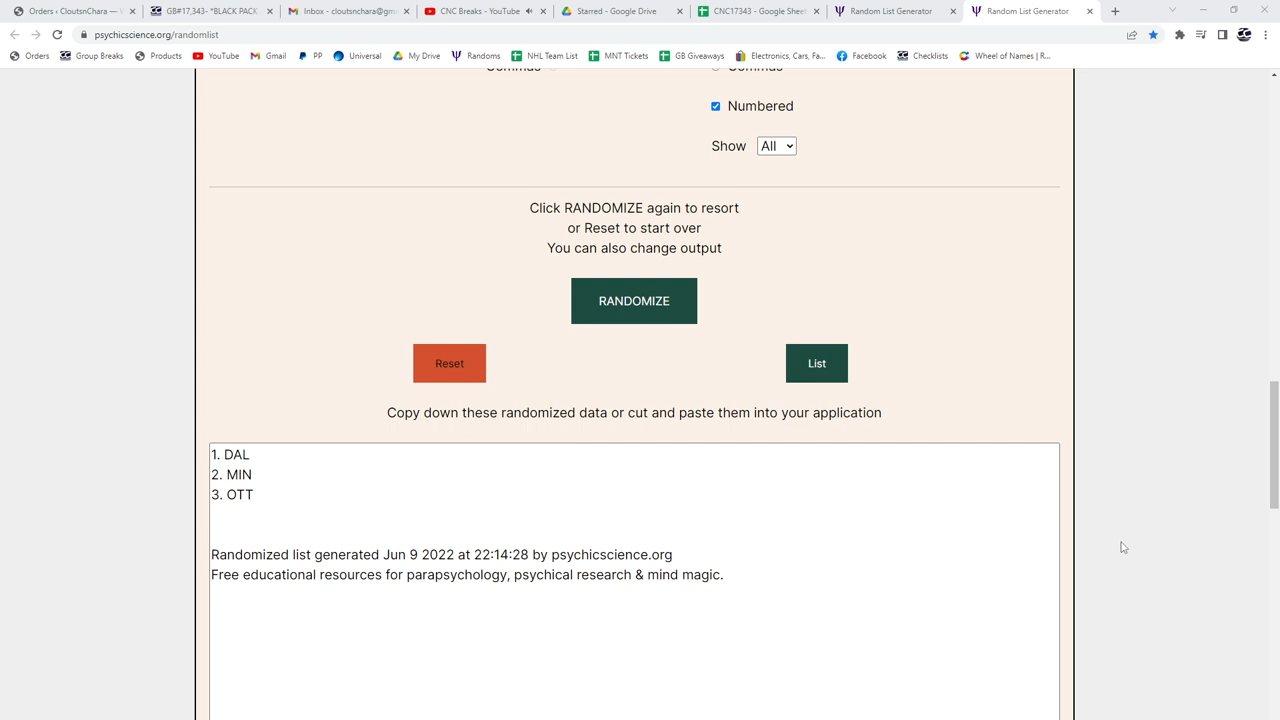 Orders ‹ CloutsnChara — V
GB#17,343- *BLACK PACK
Inbox - cloutsnchara@gm
CNC Breaks - YouTube
Starred - Google Drive
CNC17343 - Google Sheet
Random List Generator
Random List Generator
psychicscience.org/randomlist
Orders
Group Breaks
Products
YouTube
Gmail
PP
Universal
My Drive
Randoms
NHL Team List
MNT Tickets
GB Giveaways
Electronics, Cars, Fa...
Facebook
Checklists
Wheel of Names | R...
Commas Commas
Numbered
Show All
Click RANDOMIZE again to resort
or Reset to start over
You can also change output
RANDOMIZE
Reset List
Copy down these randomized data or cut and paste them into your application
1. DAL
2. MIN
3. OTT
Randomized list generated Jun 9 2022 at 22:14:28 by psychicscience.org
Free educational resources for parapsychology, psychical research & mind magic.